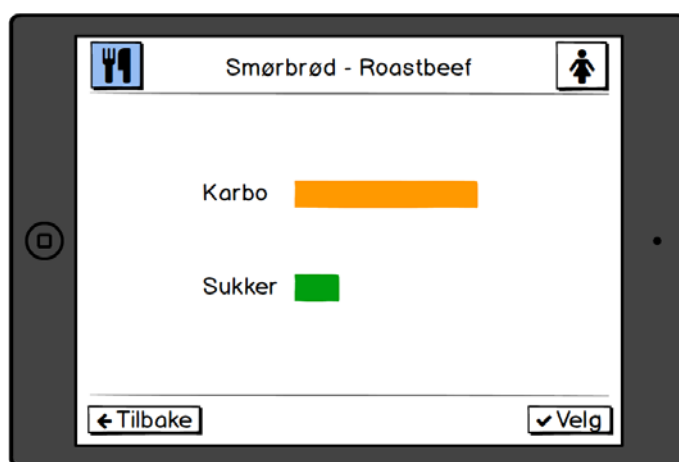 Smørbrød - Roastbeef
Karbo
Sukker
Tilbake
Velg